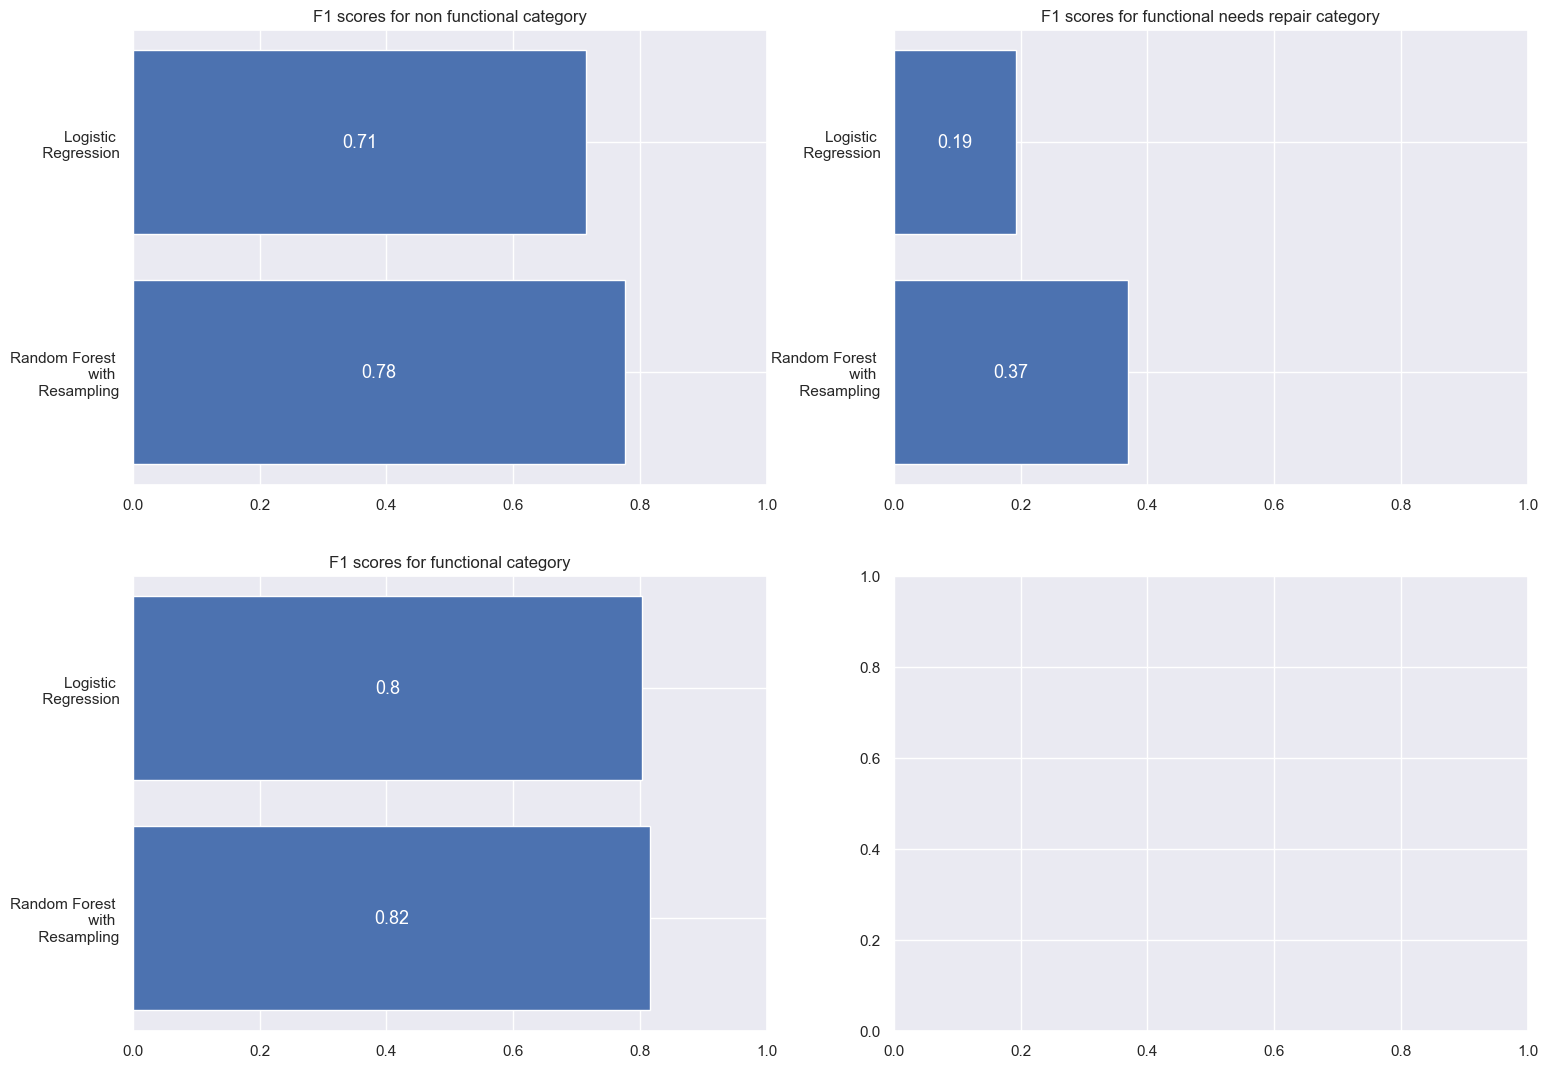 F1 scores for non functional category
Logistic
Regression
0.71
Random Forest
with
Resampling
0.78
0.0 0.2 0.4 0.6 0.8 1.0
F1 scores for functional needs repair category
Logistic
Regression
0.19
Random Forest
with
Resampling
0.37
0.0 0.2 0.4 0.6 0.8 1.0
F1 scores for functional category
Logistic
Regression
0.8
Random Forest
with
Resampling
0.82
0.0 0.2 0.4 0.6 0.8 1.0
1.0
0.8
0.6
0.4
0.2
0.0
0.0 0.2 0.4 0.6 0.8 1.0